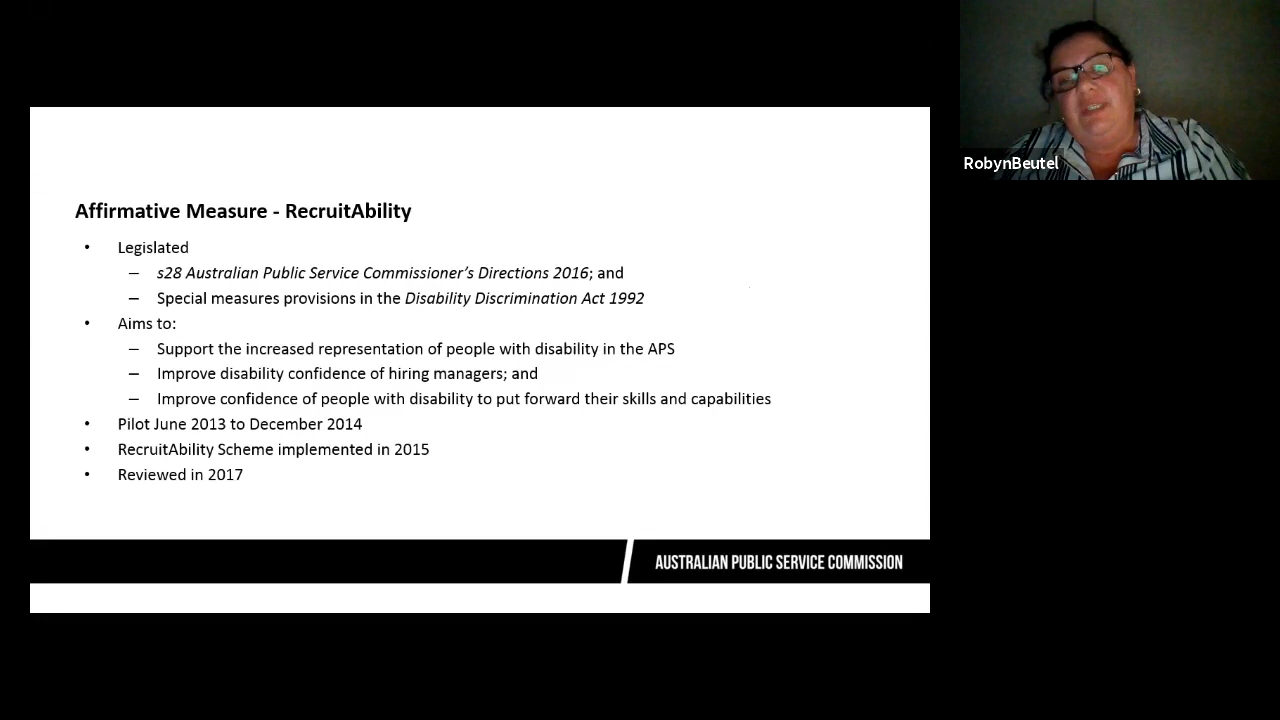 Affirmative Measure - RecruitAbility
• Legislated
– s28 Australian Public Service Commissioner’s Directions 2016; and
– Special measures provisions in the Disability Discrimination Act 1992
• Aims to:
– Support the increased representation of people with disability in the APS
– Improve disability confidence of hiring managers; and
– Improve confidence of people with disability to put forward their skills and capabilities
• Pilot June 2013 to December 2014
• RecruitAbility Scheme implemented in 2015
• Reviewed in 2017
AUSTRALIAN PUBLIC SERVICE COMMISSION
RobynBeutel